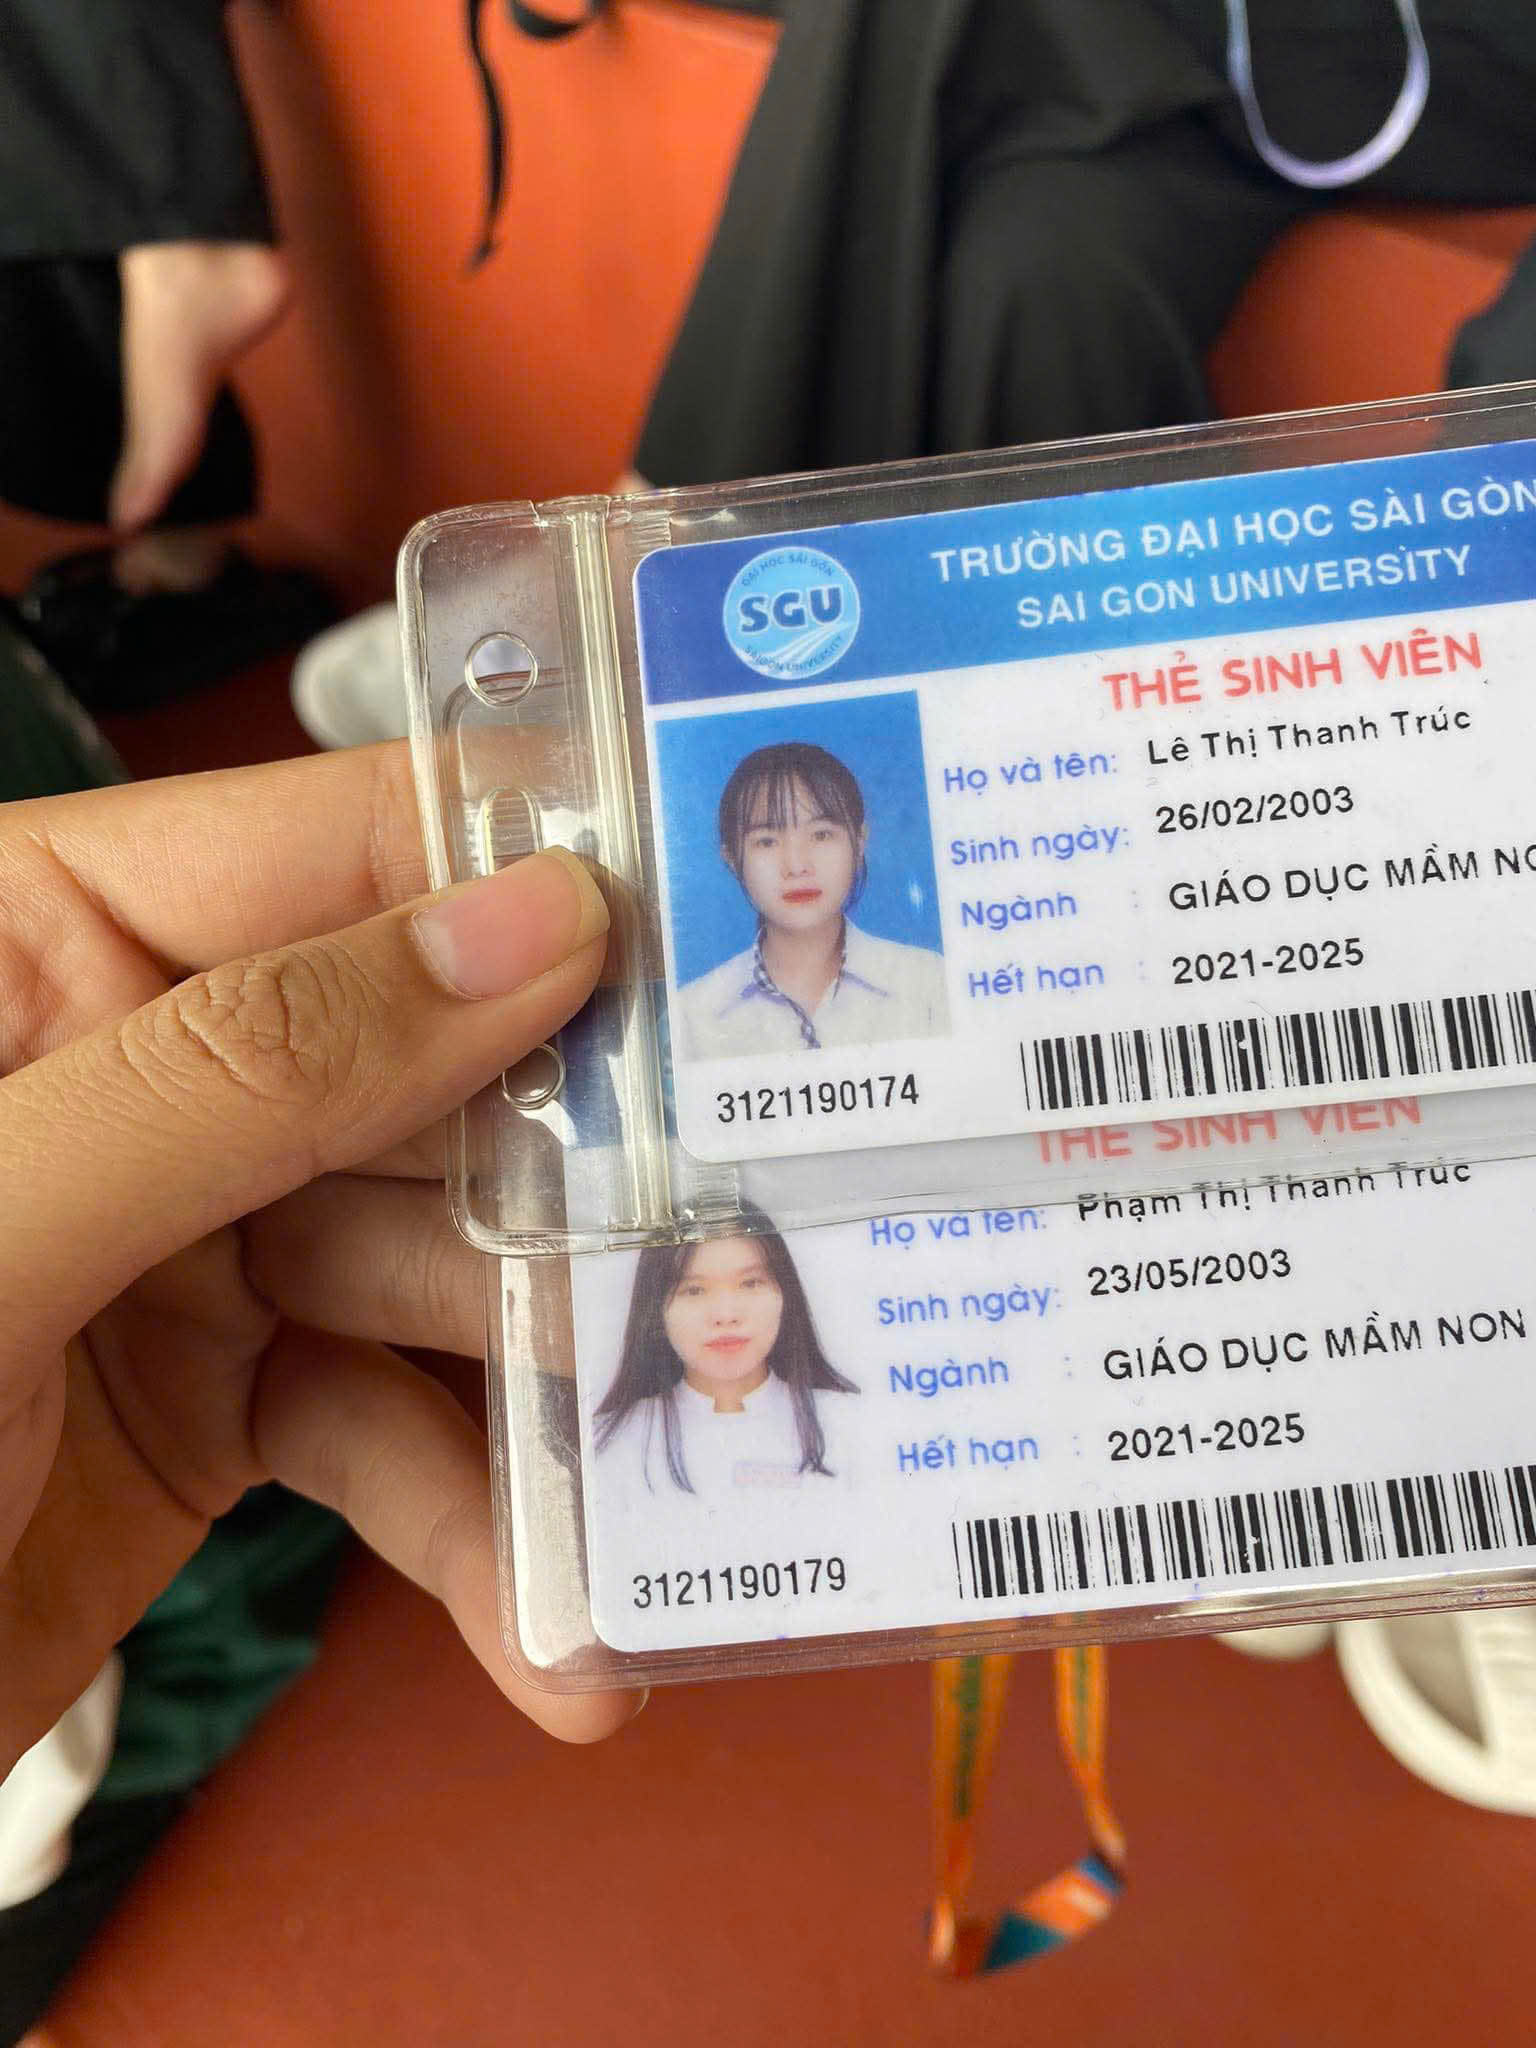 TRƯỜNG ĐẠI HỌC SÀI GÒN
SAI GON UNIVERSITY
ĐẠI HỌC SÀI GÒN
SGU
SAIGON UNIVERSITY
THẺ SINH VIÊN
Họ và tên: Lê Thị Thanh Trúc
Sinh ngày: 26/02/2003
Ngành : GIÁO DỤC MẦM NO
Hết hạn : 2021-2025
3121190174
THẺ SINH VIÊN
Họ và tên: Phạm Thị Thanh Trúc
Sinh ngày: 23/05/2003
Ngành : GIÁO DỤC MẦM NON
Hết hạn : 2021-2025
3121190179